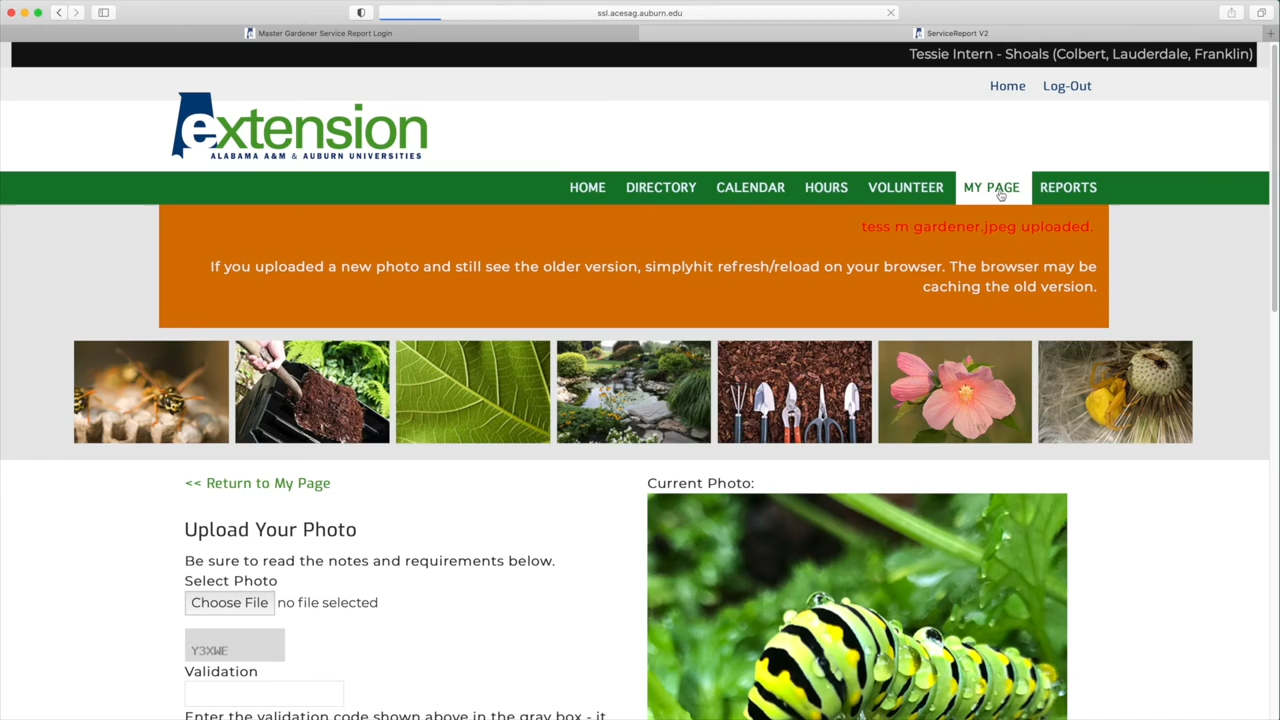 ssl.acesag.auburn.edu
Master Gardener Service Report Login
ServiceReport V2
Tessie Intern - Shoals (Colbert, Lauderdale, Franklin)
Home Log-Out
extension
ALABAMA A&M & AUBURN UNIVERSITIES
HOME DIRECTORY CALENDAR HOURS VOLUNTEER MY PAGE REPORTS
tess m gardener.jpeg uploaded.
If you uploaded a new photo and still see the older version, simplyhit refresh/reload on your browser. The browser may be
caching the old version.
<< Return to My Page
Upload Your Photo
Be sure to read the notes and requirements below.
Select Photo
Choose File no file selected
Y3XWE
Validation
Enter the validation code shown above in the gray box - it
Current Photo: